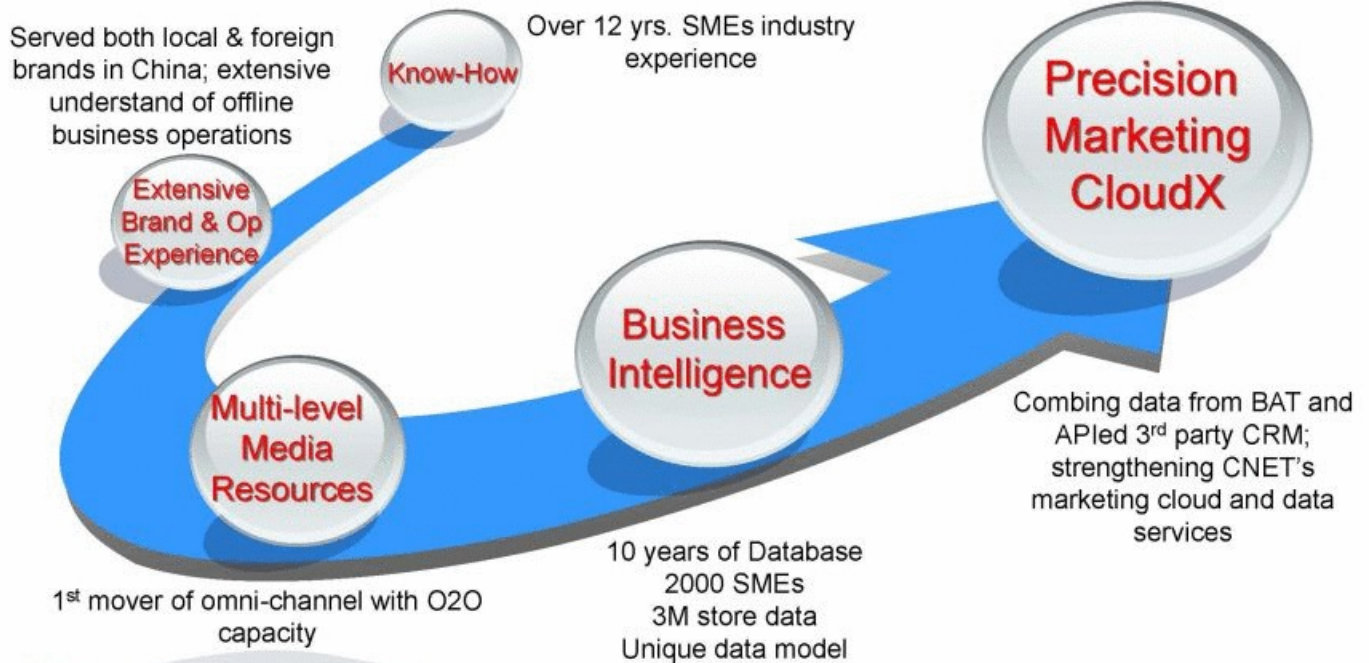 Know-How
Over 12 yrs. SMEs industry
experience
Served both local & foreign
brands in China; extensive
understand of offline
business operations
Extensive
Brand & Op
Experience
Multi-level
Media
Resources
1st mover of omni-channel with O2O
capacity
Business
Intelligence
10 years of Database
2000 SMEs
3M store data
Unique data model
Precision
Marketing
CloudX
Combing data from BAT and
APIed 3rd party CRM;
strengthening CNET's
marketing cloud and data
services